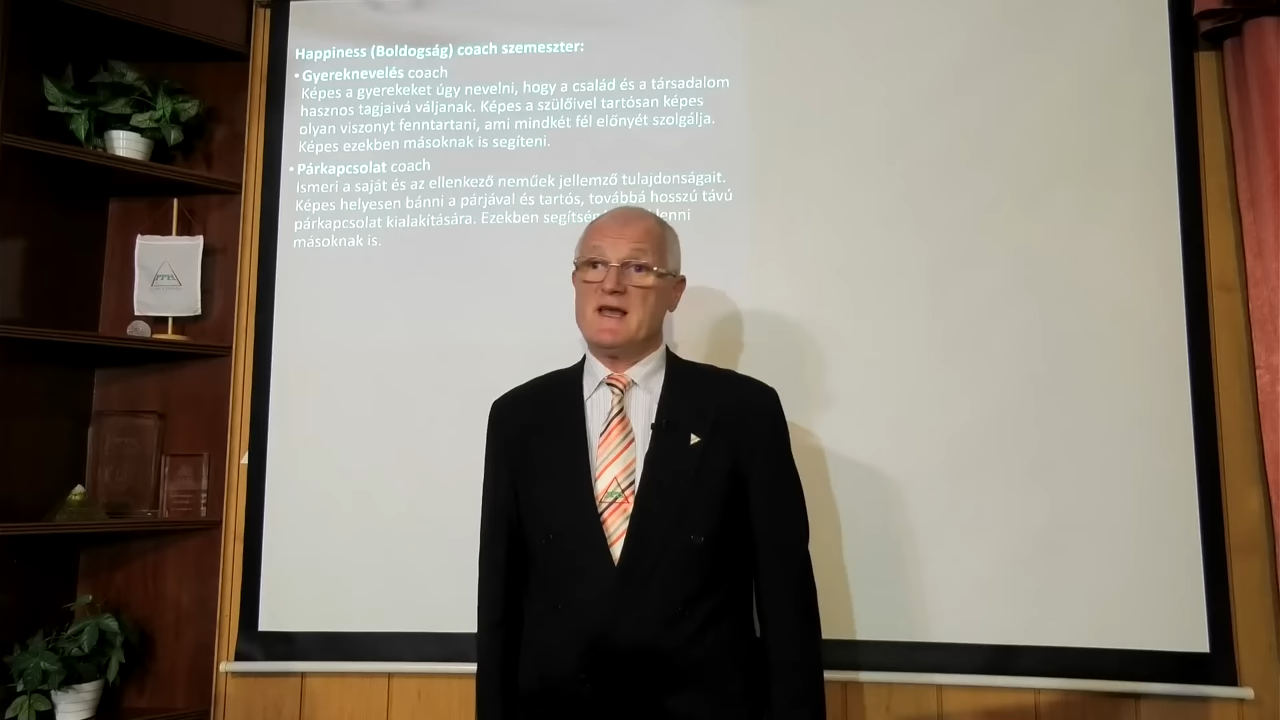 Happiness (Boldogság) coach szemeszter:
• Gyereknevelés coach
Képes a gyerekeket úgy nevelni, hogy a család és a társadalom
hasznos tagjaivá váljanak. Képes a szülőivel tartósan képes
olyan viszonyt fenntartani, ami mindkét fél előnyét szolgálja.
Képes ezekben másoknak is segíteni.
• Párkapcsolat coach
Ismeri a saját és az ellenkező neműek jellemző tulajdonságait.
Képes helyesen bánni a párjával és tartós, továbbá hosszú távú
párkapcsolat kialakítására. Ezekben lenni
másoknak is.